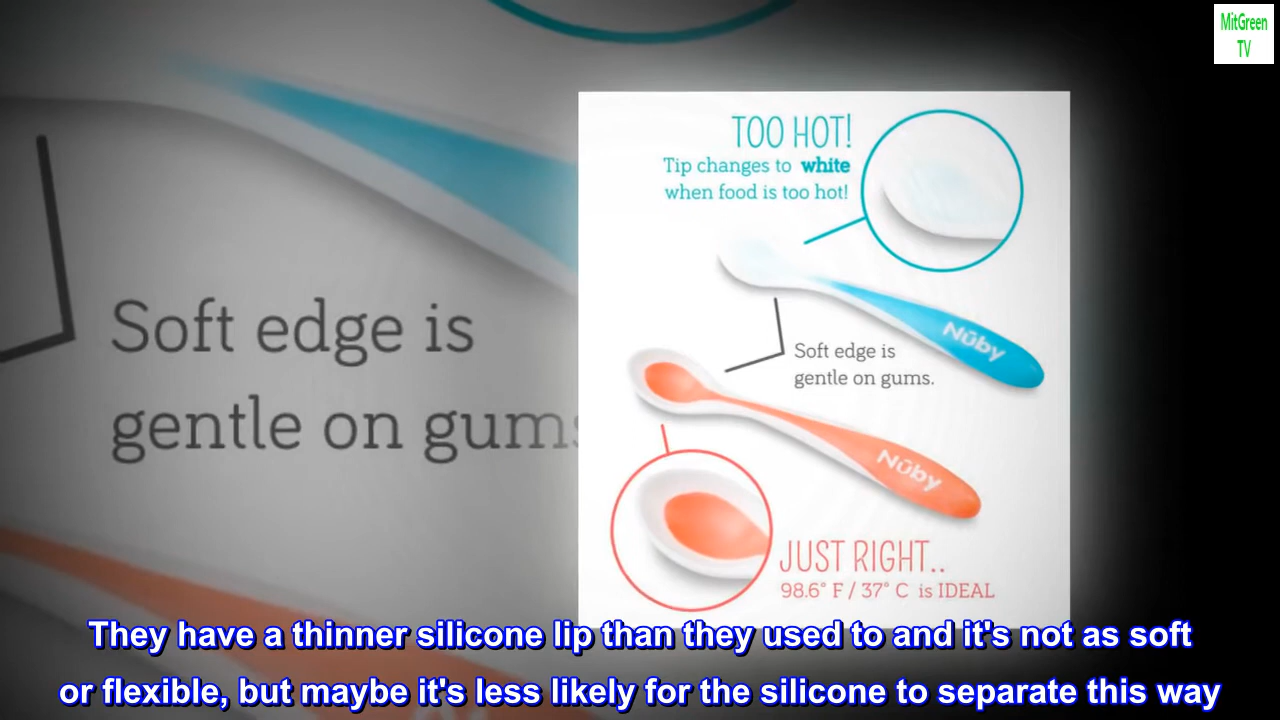 MitGreen
TV
TOO HOT!
Tip changes to white
when food is too hot!
Nūby
Soft edge is
gentle on gums.
Nūby
JUST RIGHT..
98.6° F / 37° C is IDEAL
Soft edge is
gentle on gums
They have a thinner silicone lip than they used to and it's not as soft
or flexible, but maybe it's less likely for the silicone to separate this way